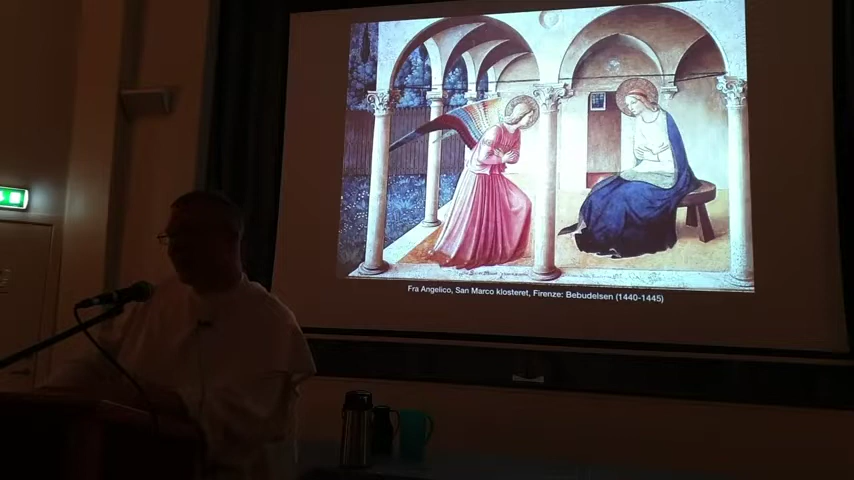 Fra Angelico, San Marco klosteret, Firenze: Bebudelsen (1440-1445)